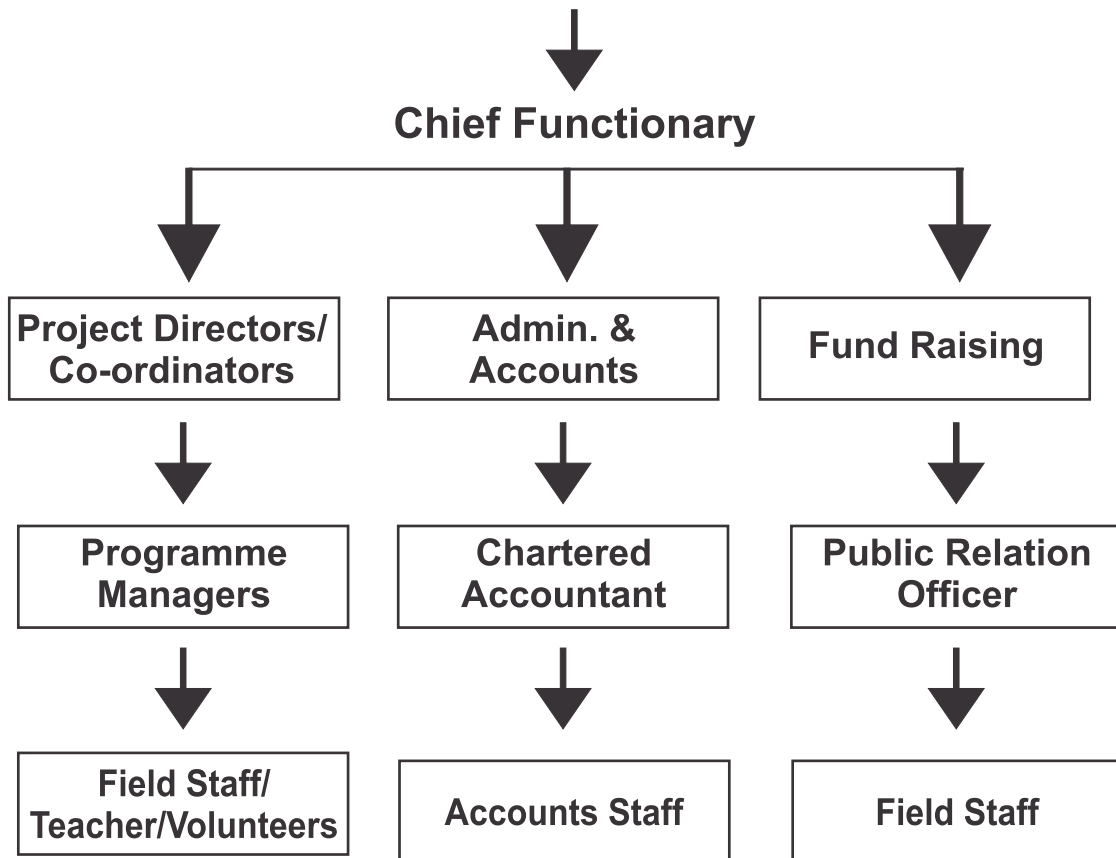 Chief Functionary
Project Directors/
Co-ordinators
Admin. &
Accounts
Fund Raising
Programme
Managers
Chartered
Accountant
Public Relation
Officer
Field Staff/
Teacher/Volunteers
Accounts Staff
Field Staff